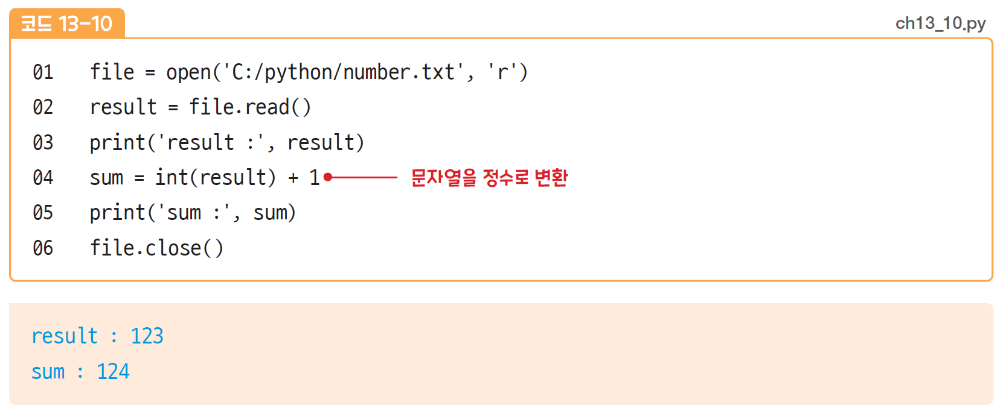 코드 13-10
ch13_10.py
01 file = open('C:/python/number.txt', 'r')
02 result = file.read()
03 print('result :', result)
04 sum = int(result) + 1 문자열을 정수로 변환
05 print('sum :', sum)
06 file.close()
result : 123
sum : 124